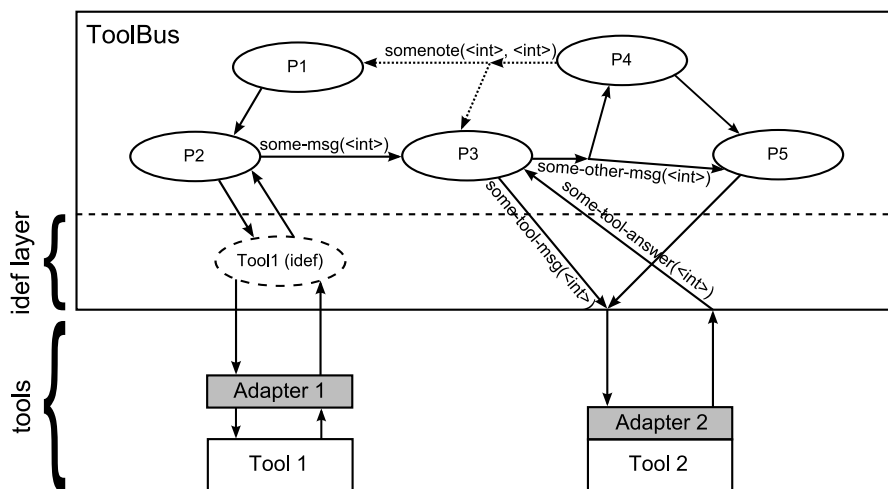 ToolBus
somenote(<int>, <int>)
P1
P4
some-msg(<int>)
P2
P3
P5
some-other-msg(<int>)
some-tool-msg(<int>)
some-tool-answer(<int>)
idef layer
Tool1 (idef)
tools
Adapter 1
Tool 1
Adapter 2
Tool 2